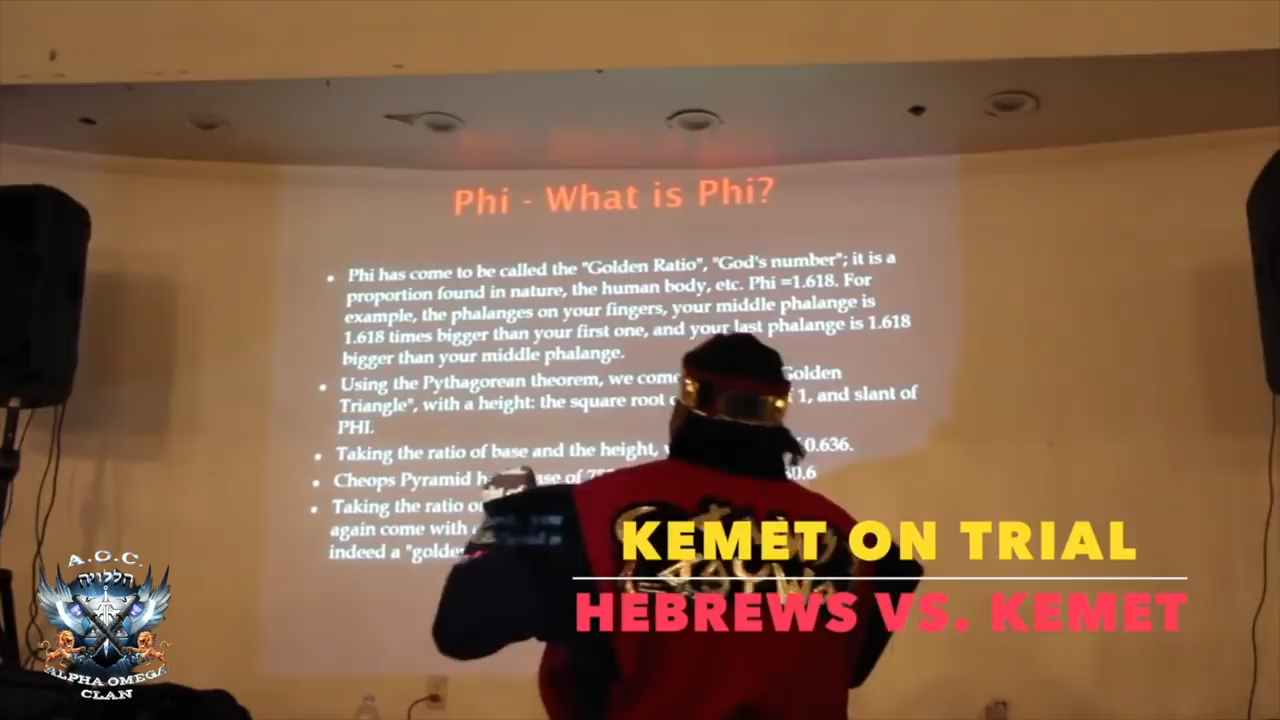 Phi - What is Phi?
• Phi has come to be called the "Golden Ratio", "God's number"; it is a
proportion found in nature, the human body, etc. Phi =1.618. For
example, the phalanges on your fingers, your middle phalange is
1.618 times bigger than your first one, and your last phalange is 1.618
bigger than your middle phalange.
• Using the Pythagorean theorem, we Golden
Triangle", with a height: the square root 1, and slant of
PHI.
• Taking the ratio of base and the height, 0.636.
• Cheops Pyramid of
• Taking the ratio
again come with
indeed a
KEMET ON TRIAL
HEBREWS VS. KEMET
A.O.C.
הללויה
ALPHA OMEGA
CLAN